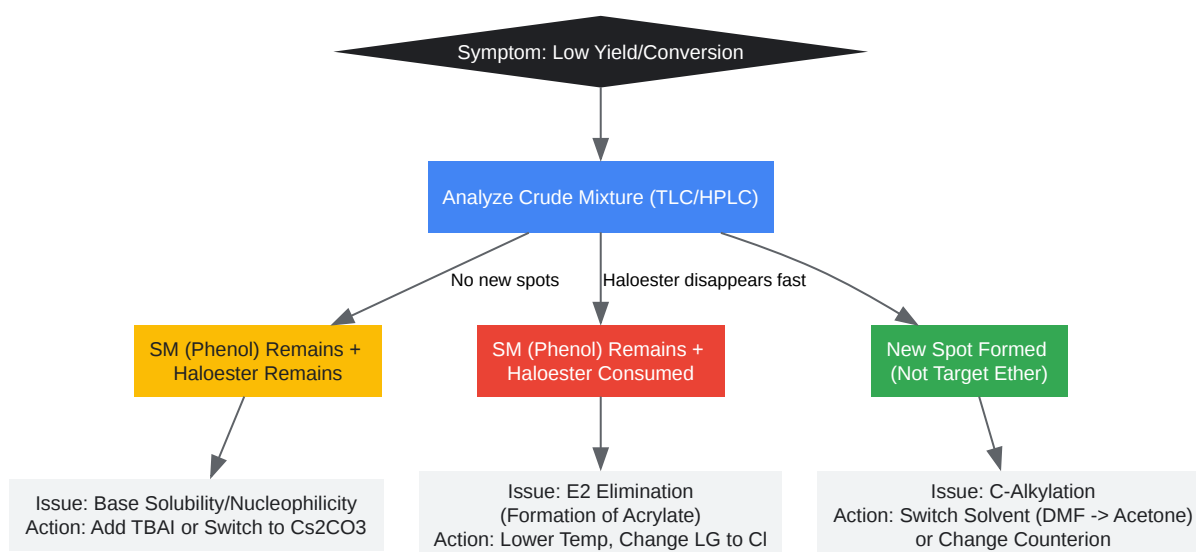 Symptom: Low Yield/Conversion
Analyze Crude Mixture (TLC/HPLC)
No new spots
Haloester disappears fast
SM (Phenol) Remains +
Haloester Remains
SM (Phenol) Remains +
Haloester Consumed
New Spot Formed
(Not Target Ether)
Issue: Base Solubility/Nucleophilicity
Action: Add TBAI or Switch to Cs2CO3
Issue: E2 Elimination
(Formation of Acrylate)
Action: Lower Temp, Change LG to Cl
Issue: C-Alkylation
Action: Switch Solvent (DMF -> Acetone)
or Change Counterion